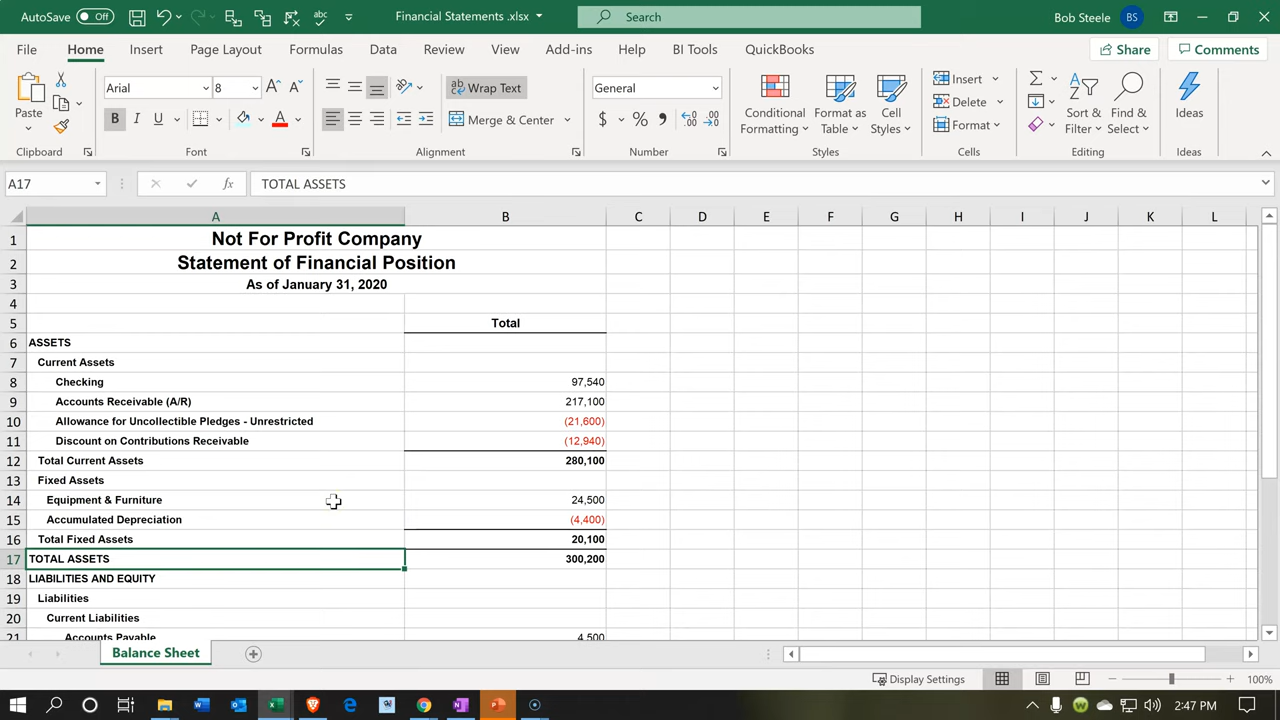 AutoSave Off Financial Statements .xlsx Search Bob Steele BS
File Home Insert Page Layout Formulas Data Review View Add-ins Help BI Tools QuickBooks Share Comments
Paste Arial 8 Wrap Text General Conditional Formatting Format as Table Cell Styles Insert Sort & Filter Find & Select Ideas
B I U Merge & Center $ % Delete
Format
Clipboard Font Alignment Number Styles Cells Editing Ideas
A17 fx TOTAL ASSETS
A B C D E F G H I J K L
1 Not For Profit Company
2 Statement of Financial Position
3 As of January 31, 2020
4
5 Total
6 ASSETS
7 Current Assets
8 Checking 97,540
9 Accounts Receivable (A/R) 217,100
10 Allowance for Uncollectible Pledges - Unrestricted (21,600)
11 Discount on Contributions Receivable (12,940)
12 Total Current Assets 280,100
13 Fixed Assets
14 Equipment & Furniture 24,500
15 Accumulated Depreciation (4,400)
16 Total Fixed Assets 20,100
17 TOTAL ASSETS 300,200
18 LIABILITIES AND EQUITY
19 Liabilities
20 Current Liabilities
21 Accounts Payable 4,500
Balance Sheet
Display Settings 100%
2:47 PM